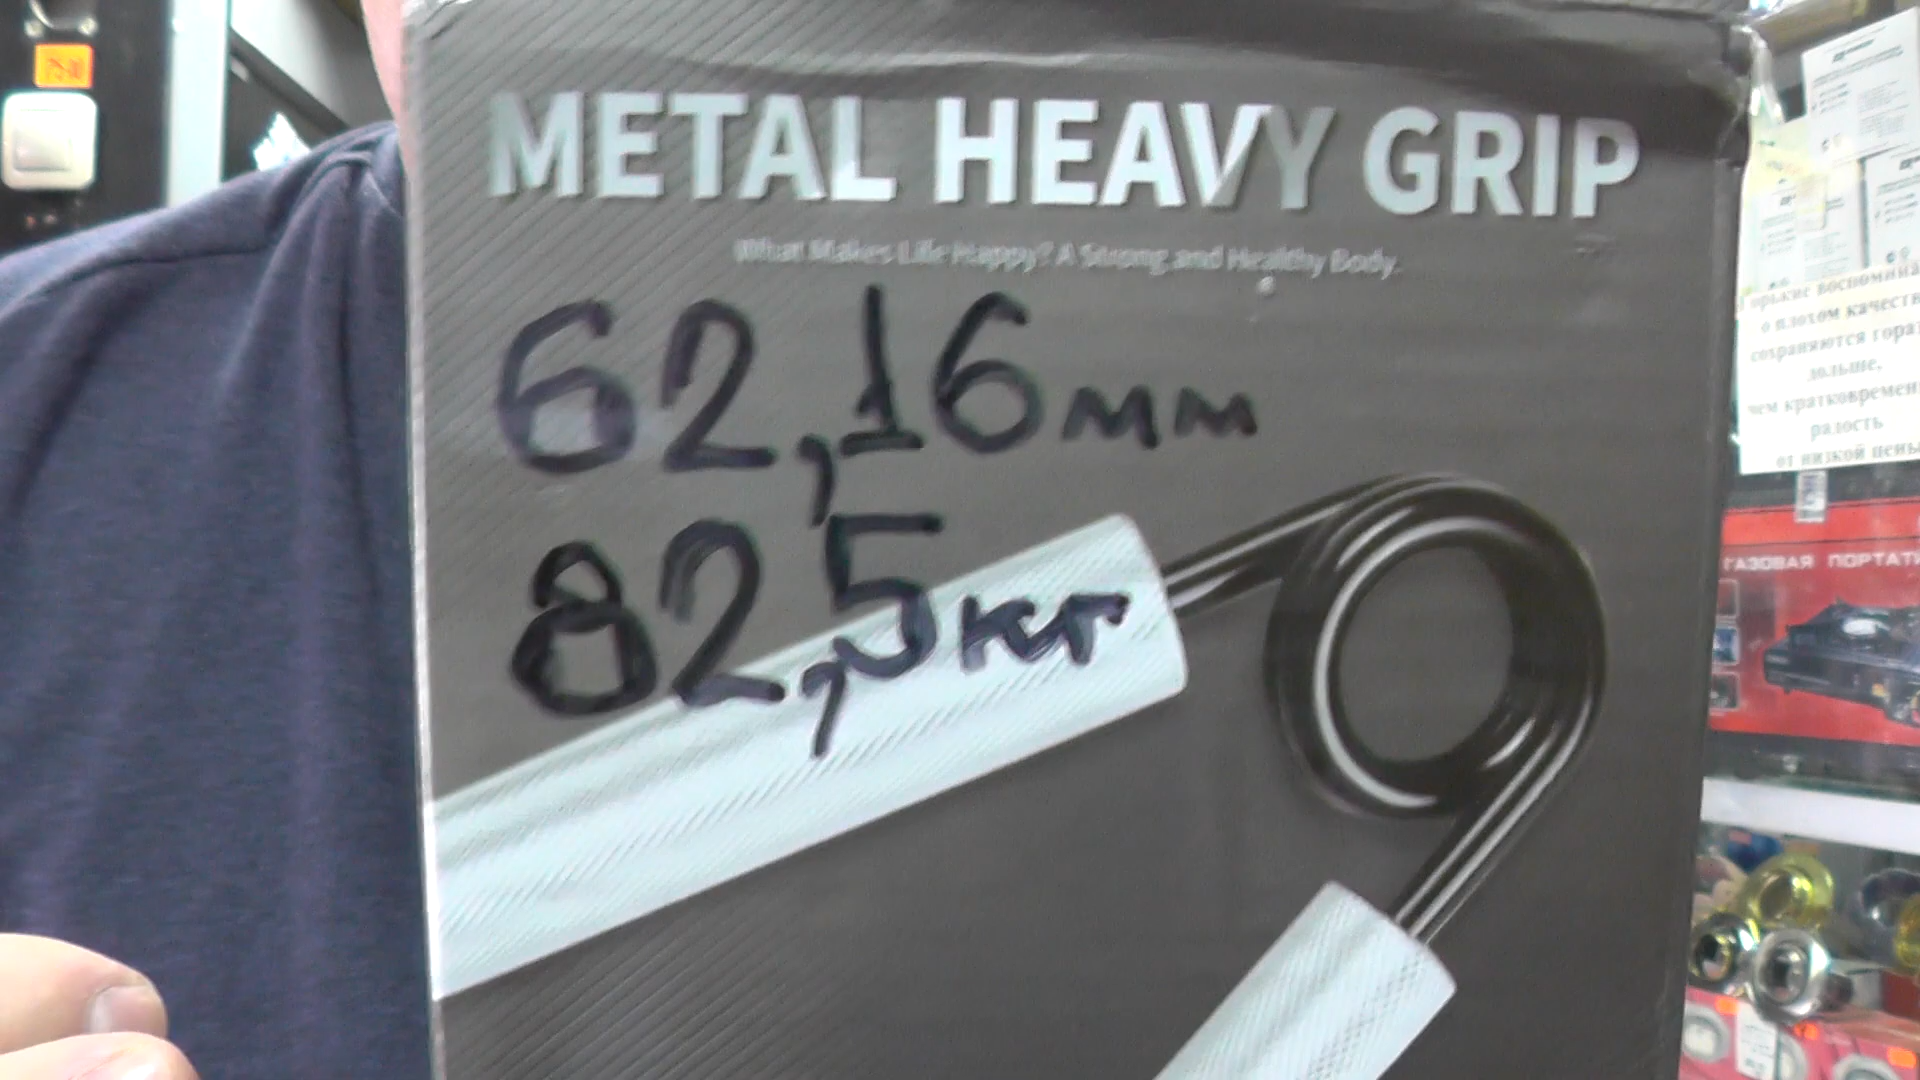 METAL HEAVY GRIP
What Makes Life Happy? A Strong and Healthy Body.
62,16мм
82,5кг
о плохом качеств
сохраняются гора
дольше,
чем кратковремен
радость
от низкой цены
ГАЗОВАЯ ПОРТАТИ